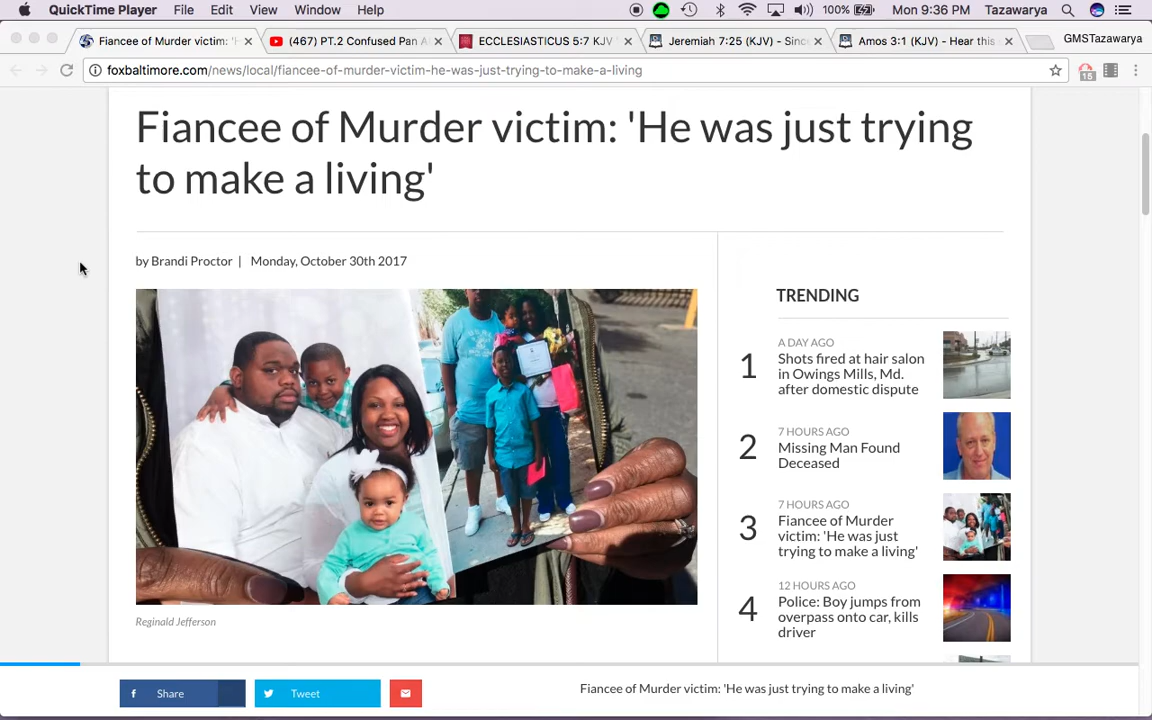 QuickTime Player File Edit View Window Help 100% Mon 9:36 PM Tazawarya
Fiancee of Murder victim: 'H
(467) PT.2 Confused Pan A
ECCLESIASTICUS 5:7 KJV
Jeremiah 7:25 (KJV) - Since
Amos 3:1 (KJV) - Hear this
GMSTazawarya
foxbaltimore.com/news/local/fiancee-of-murder-victim-he-was-just-trying-to-make-a-living
15
Fiancee of Murder victim: 'He was just trying
to make a living'
by Brandi Proctor | Monday, October 30th 2017
Reginald Jefferson
TRENDING
1
A DAY AGO
Shots fired at hair salon
in Owings Mills, Md.
after domestic dispute
2
7 HOURS AGO
Missing Man Found
Deceased
3
7 HOURS AGO
Fiancee of Murder
victim: 'He was just
trying to make a living'
4
12 HOURS AGO
Police: Boy jumps from
overpass onto car, kills
driver
f Share
Tweet
Fiancee of Murder victim: 'He was just trying to make a living'